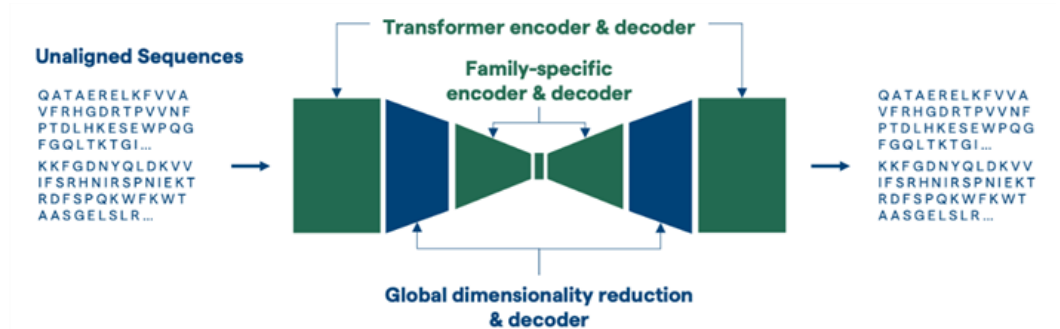 Transformer encoder & decoder
Unaligned Sequences
Family-specific
encoder & decoder
QATAERELKFVVA
VFRHGDRTPVVNF
PTDLHKESEWPQG
FGQLTKTGI...
KKFGDNYQLDKVV
IFSRHNIRSPNIEKT
RDFSPQKWFKWT
AASGELSLR...
QATAERELKFVVA
VFRHGDRTPVVNF
PTDLHKESEWPQG
FGQLTKTGI...
KKFGDNYQLDKVV
IFSRHNIRSPNIEKT
RDFSPQKWFKWT
AASGELSLR...
Global dimensionality reduction
& decoder